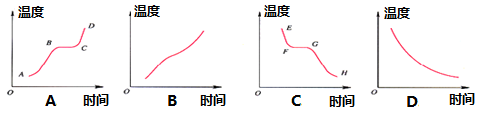 温度 温度 温度 温度
D
B C
A
E
F G
H
O A 时间 O B 时间 O C 时间 O D 时间